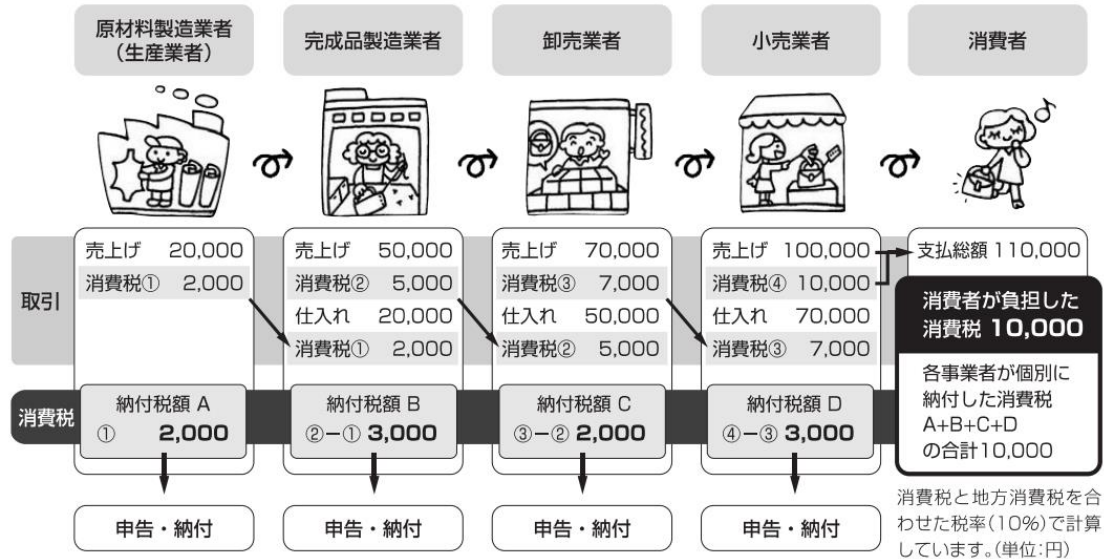 原材料製造業者
（生産業者）
完成品製造業者
卸売業者
小売業者
消費者
取引
売上げ 20,000
消費税① 2,000
売上げ 50,000
消費税② 5,000
仕入れ 20,000
消費税① 2,000
売上げ 70,000
消費税③ 7,000
仕入れ 50,000
消費税② 5,000
売上げ 100,000
消費税④ 10,000
仕入れ 70,000
消費税③ 7,000
支払総額 110,000
消費者が負担した
消費税 10,000
各事業者が個別に
納付した消費税
A+B+C+D
の合計10,000
消費税
納付税額 A
① 2,000
納付税額 B
②－① 3,000
納付税額 C
③－② 2,000
納付税額 D
④－③ 3,000
申告・納付
申告・納付
申告・納付
申告・納付
消費税と地方消費税を合
わせた税率（10％）で計算
しています。（単位：円）